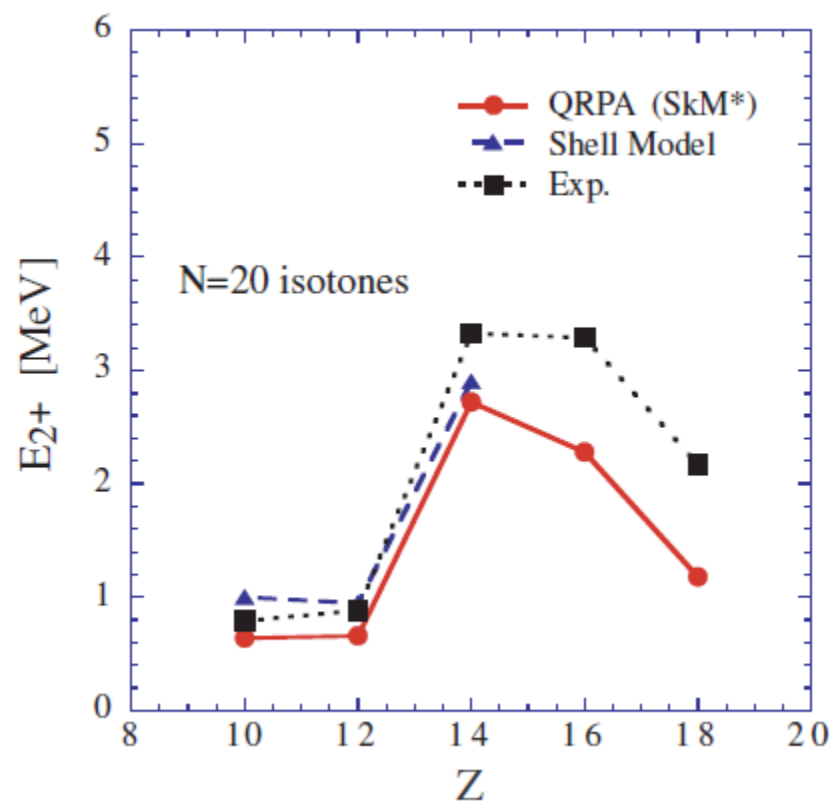 6
5
4
3
2
1
0
E2+ [MeV]
QRPA (SkM*)
Shell Model
Exp.
N=20 isotones
8 10 12 14 16 18 20
Z